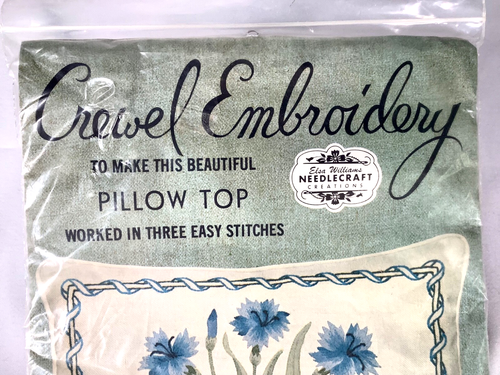 Crewel Embroidery
TO MAKE THIS BEAUTIFUL
PILLOW TOP
WORKED IN THREE EASY STITCHES
Elsa Williams
NEEDLECRAFT
CREATIONS